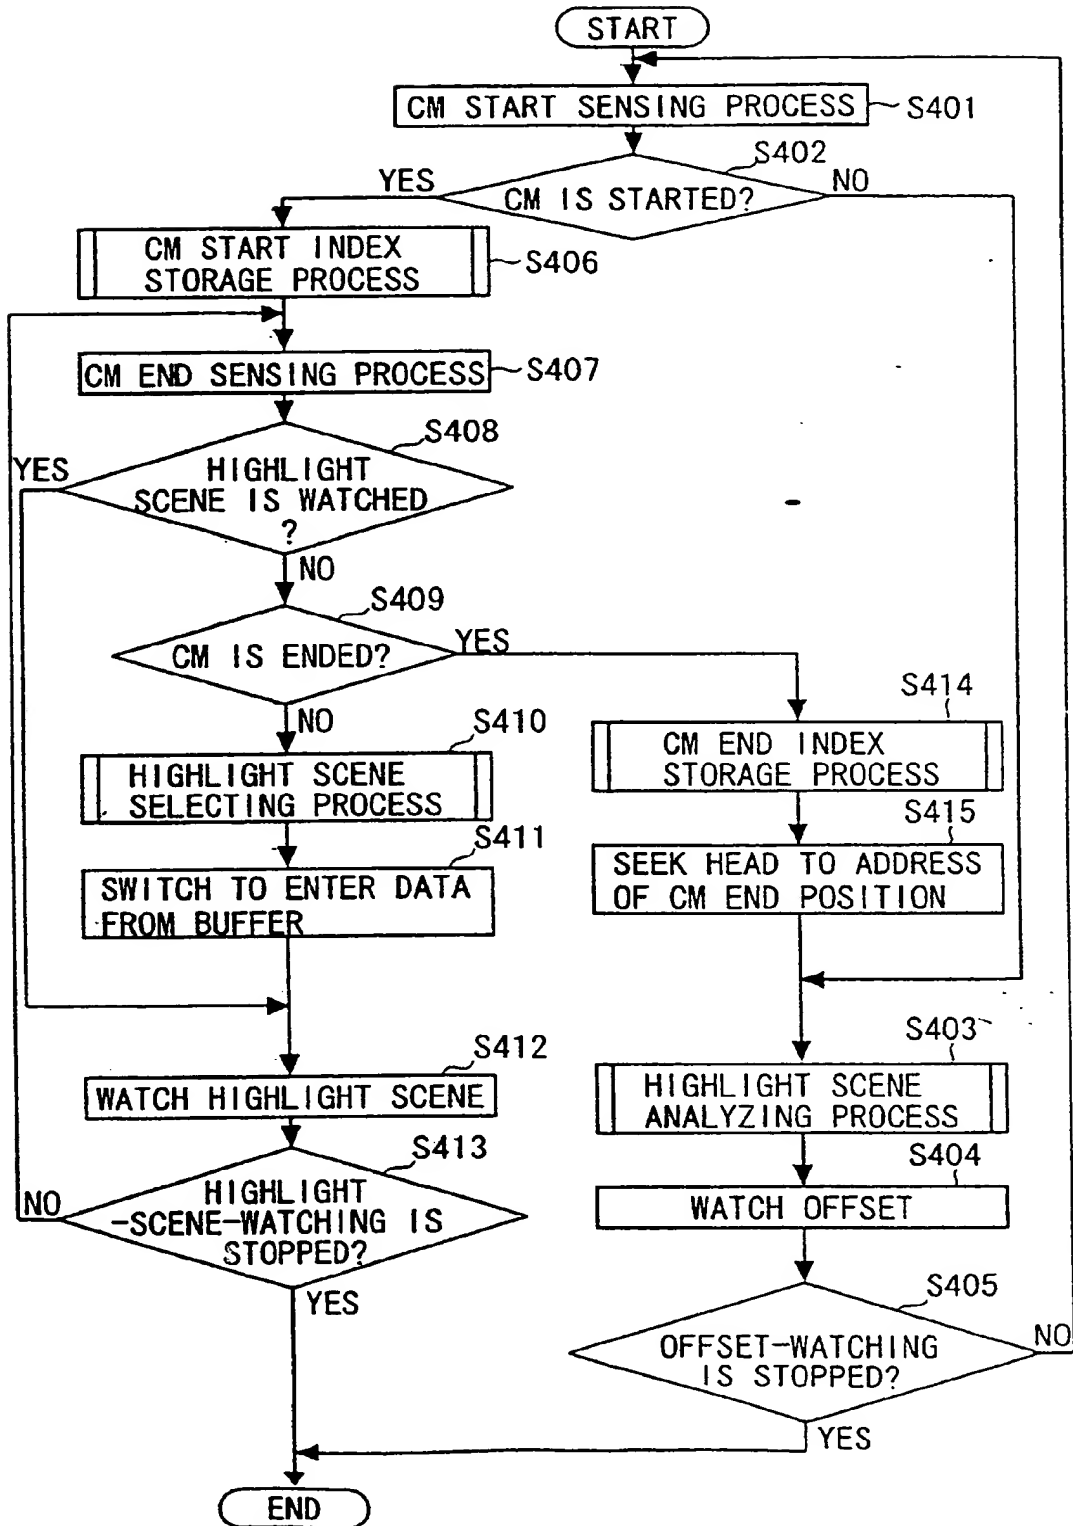 START
CM START SENSING PROCESS
S401
S402
YES
NO
CM IS STARTED?
CM START INDEX
STORAGE PROCESS
S406
CM END SENSING PROCESS
S407
S408
YES
HIGHLIGHT
SCENE IS WATCHED
?
NO
S409
CM IS ENDED?
YES
NO
S410
HIGHLIGHT SCENE
SELECTING PROCESS
S411
SWITCH TO ENTER DATA
FROM BUFFER
S414
CM END INDEX
STORAGE PROCESS
S415
SEEK HEAD TO ADDRESS
OF CM END POSITION
S412
WATCH HIGHLIGHT SCENE
S413
NO
HIGHLIGHT
-SCENE-WATCHING IS
STOPPED?
YES
S403
HIGHLIGHT SCENE
ANALYZING PROCESS
S404
WATCH OFFSET
S405
OFFSET-WATCHING
IS STOPPED?
NO
YES
END